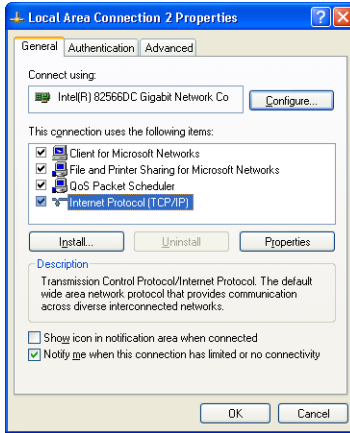 Local Area Connection 2 Properties
General Authentication Advanced
Connect using:
Intel(R) 82566DC Gigabit Network Co Configure...
This connection uses the following items:
Client for Microsoft Networks
File and Printer Sharing for Microsoft Networks
QoS Packet Scheduler
Internet Protocol (TCP/IP)
Install... Uninstall Properties
Description
Transmission Control Protocol/Internet Protocol. The default
wide area network protocol that provides communication
across diverse interconnected networks.
Show icon in notification area when connected
Notify me when this connection has limited or no connectivity
OK Cancel